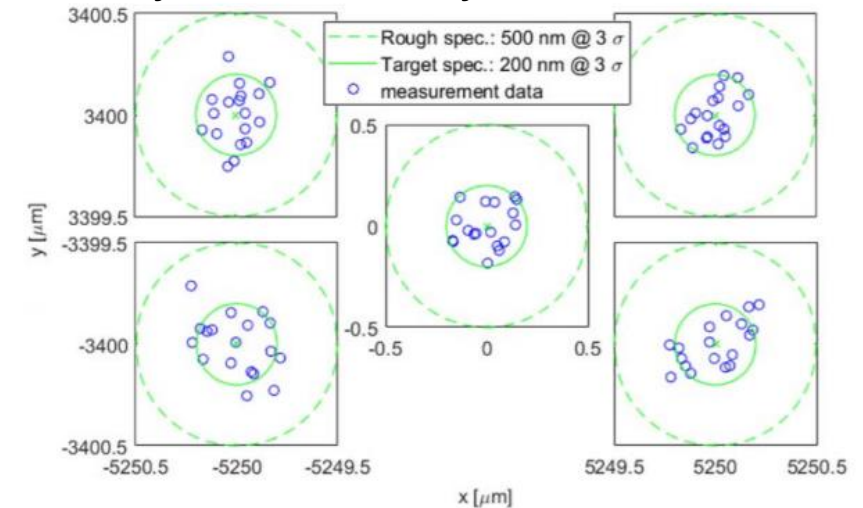 3400.5
3400
3399.5
Rough spec.: 500 nm @ 3 σ
Target spec.: 200 nm @ 3 σ
measurement data
0.5
0
-0.5
-0.5 0 0.5
y [μm]
-3399.5
-3400
-3400.5
-5250.5 -5250 -5249.5
5249.5 5250 5250.5
x [μm]